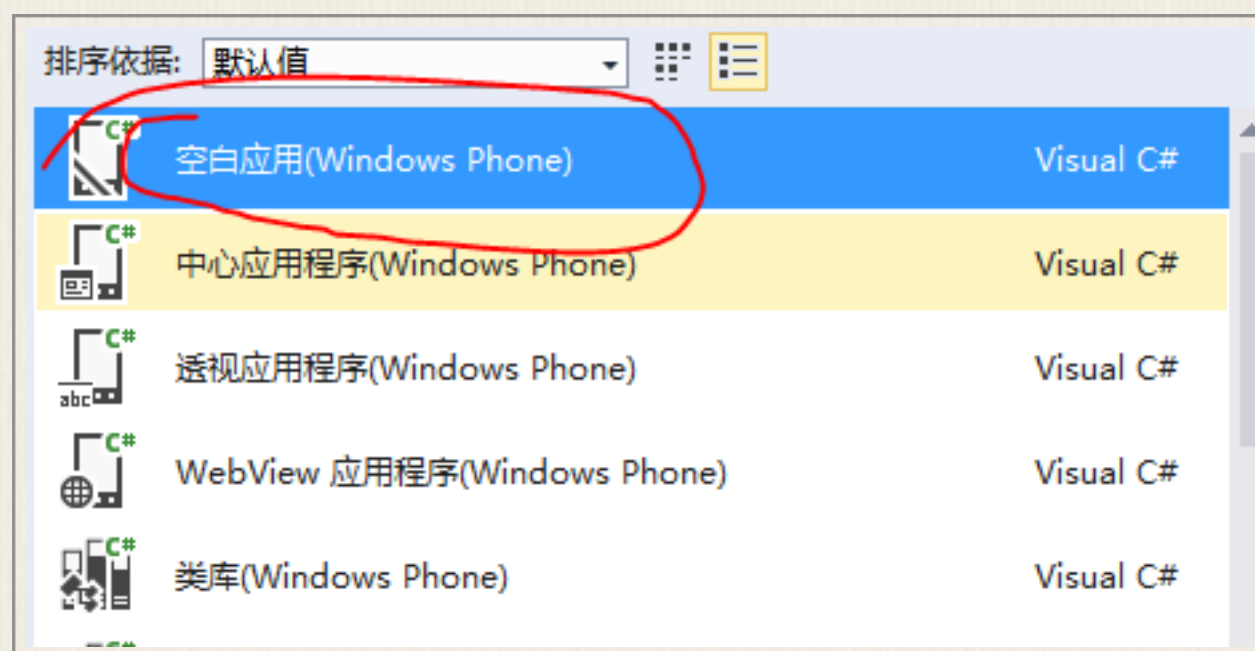 排序依据: 默认值
C#
空白应用(Windows Phone) Visual C#
C#
中心应用程序(Windows Phone) Visual C#
C#
abc
透视应用程序(Windows Phone) Visual C#
C#
WebView 应用程序(Windows Phone) Visual C#
C#
类库(Windows Phone) Visual C#
C#